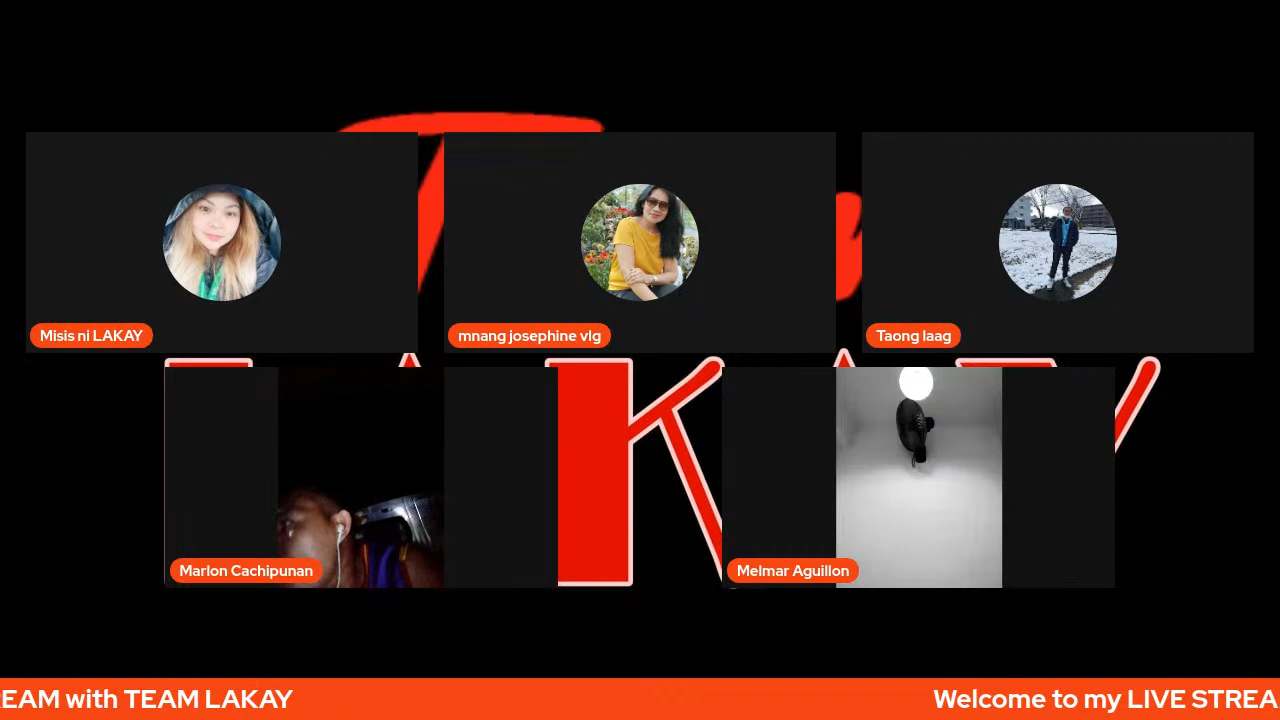 Misis ni LAKAY
mnang josephine vlg
Taong laag
Marlon Cachipunan
Melmar Aguillon
EAM with TEAM LAKAY
Welcome to my LIVE STREA